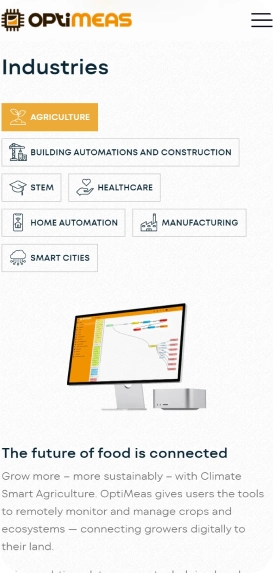 OPtiMEAS
Industries
AGRICULTURE
BUILDING AUTOMATIONS AND CONSTRUCTION
STEM
HEALTHCARE
HOME AUTOMATION
MANUFACTURING
SMART CITIES
The future of food is connected
Grow more – more sustainably – with Climate
Smart Agriculture. OptiMeas gives users the tools
to remotely monitor and manage crops and
ecosystems — connecting growers digitally to
their land.